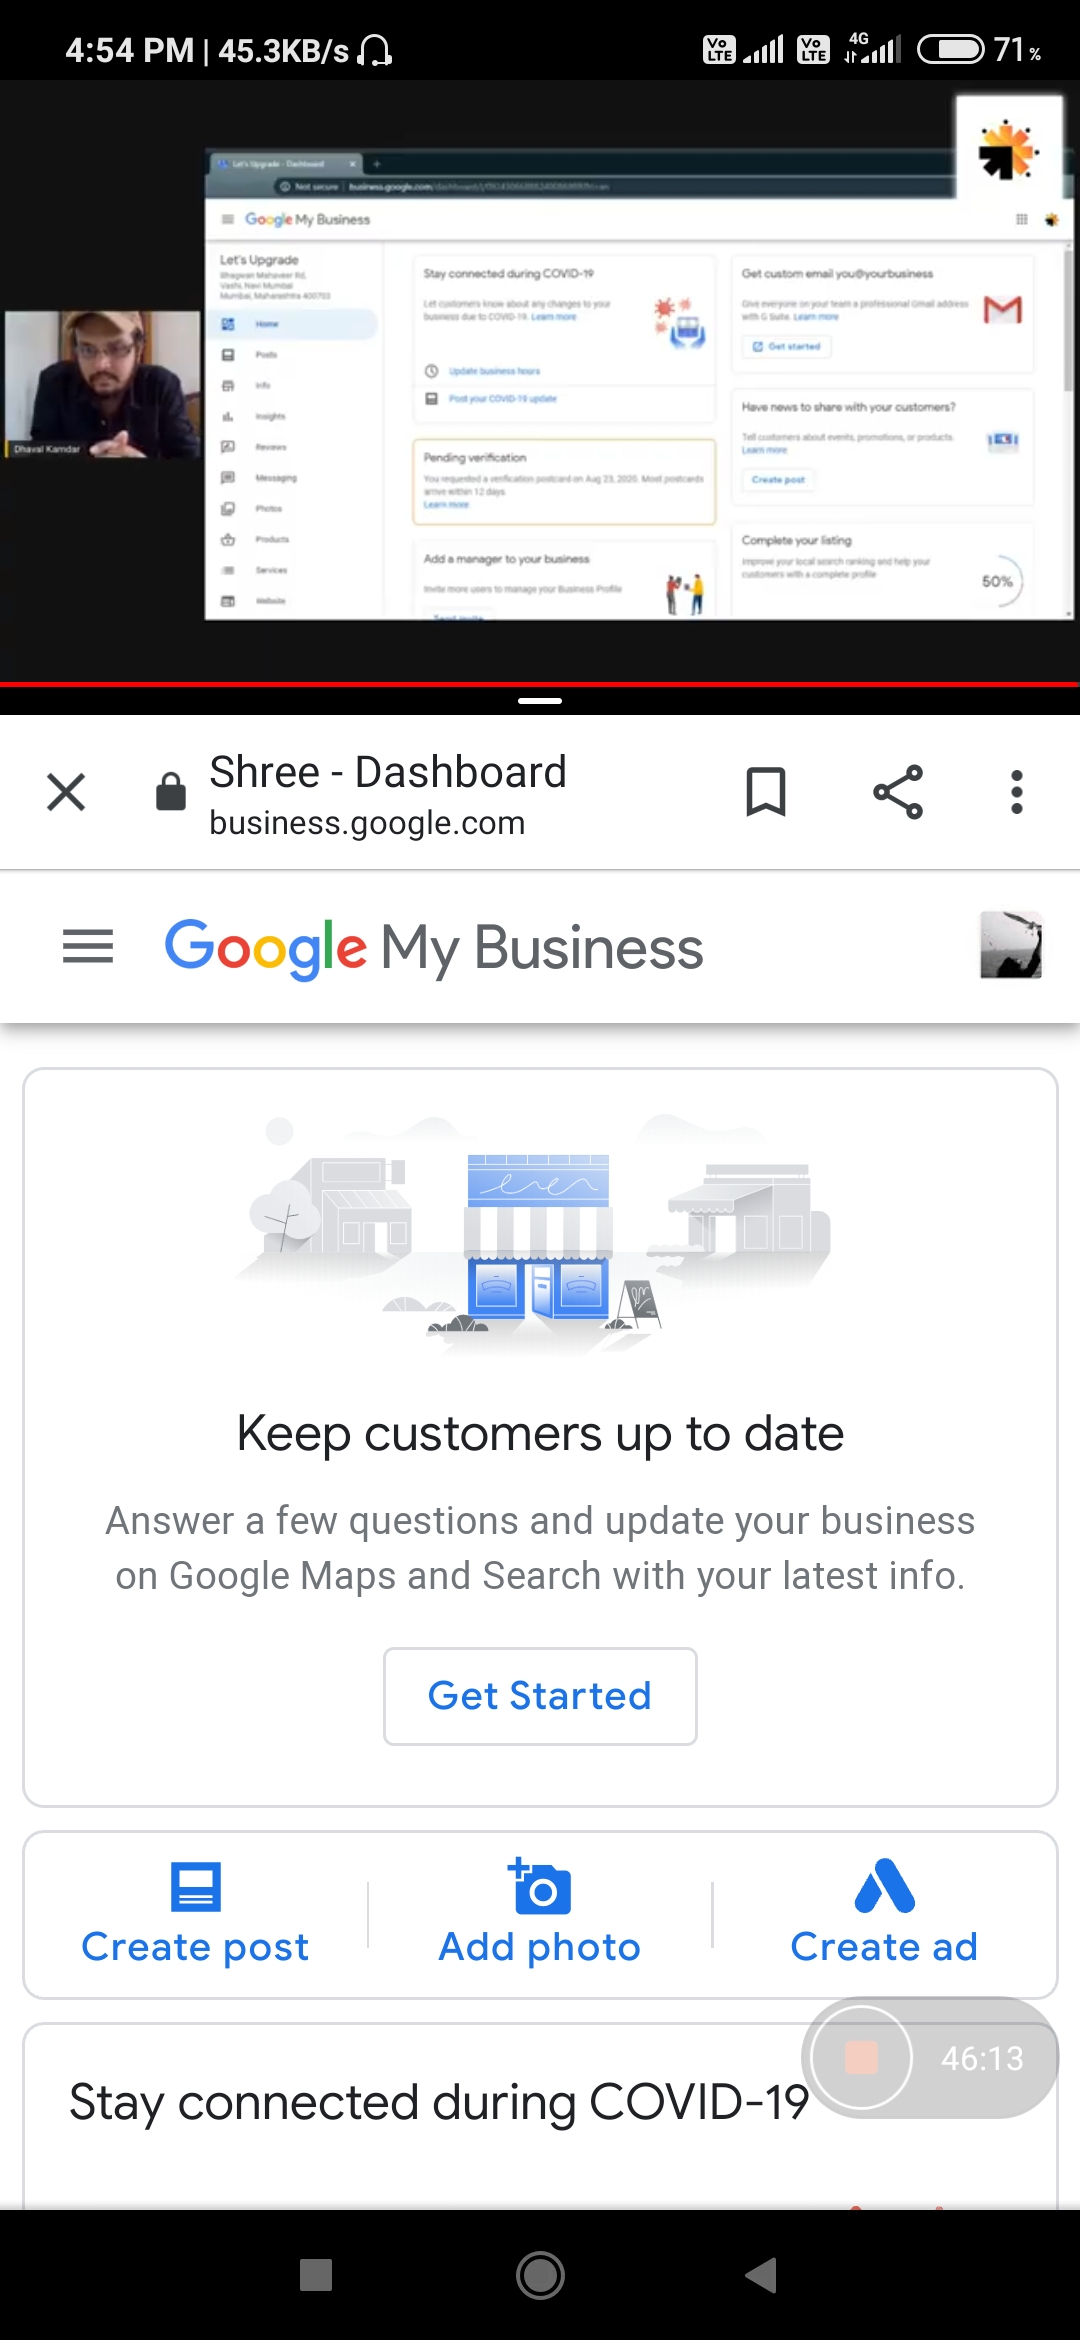 4:54 PM | 45.3KB/s
Vo LTE
Vo LTE
4G
71%
Let's Upgrade - Dashboard
Not secure | business.google.com
Google My Business
Let's Upgrade
Bhagwan Mahaveer Rd,
Vashi, Navi Mumbai
Mumbai, Maharashtra 400703
Home
Posts
Info
Insights
Reviews
Messaging
Photos
Products
Services
Website
Stay connected during COVID-19
Let customers know about any changes to your
business due to COVID-19. Learn more
Update business hours
Post your COVID-19 update
Pending verification
You requested a verification postcard on Aug 23, 2020. Most postcards
arrive within 12 days.
Learn more
Add a manager to your business
Invite more users to manage your Business Profile
Send invite
Get custom email you@yourbusiness
Give everyone on your team a professional Gmail address
with G Suite. Learn more
Get started
Have news to share with your customers?
Tell customers about events, promotions, or products.
Learn more
Create post
Complete your listing
Improve your local search ranking and help your
customers with a complete profile
50%
Dhaval Kamdar
Shree - Dashboard
business.google.com
Google My Business
Keep customers up to date
Answer a few questions and update your business
on Google Maps and Search with your latest info.
Get Started
Create post
Add photo
Create ad
46:13
Stay connected during COVID-19